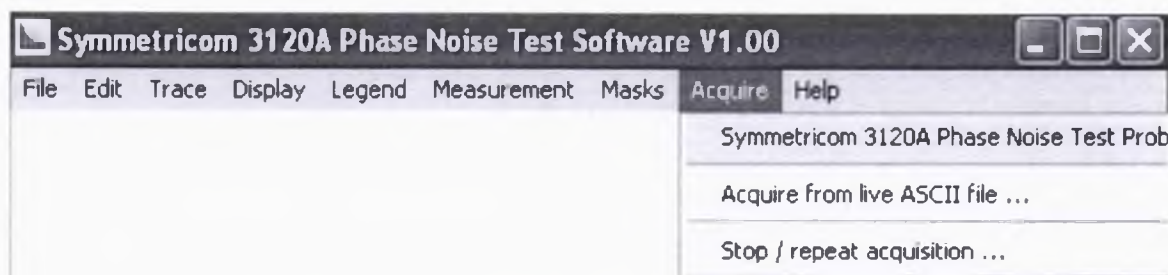 Symmetricom 3120A Phase Noise Test Software V1.00
File Edit Trace Display Legend Measurement Masks Acquire Help
Symmetricom 3120A Phase Noise Test Prob
Acquire from live ASCII file ...
Stop / repeat acquisition ...